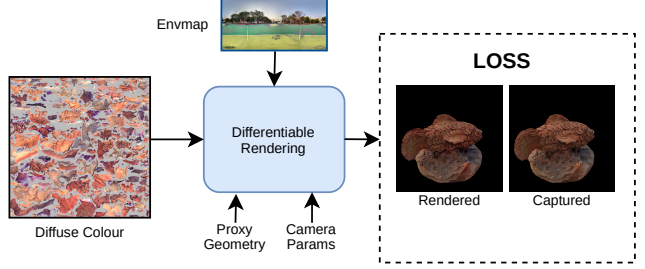 Envmap
LOSS
Differentiable
Rendering
Rendered
Captured
Diffuse Colour
Proxy
Geometry
Camera
Params